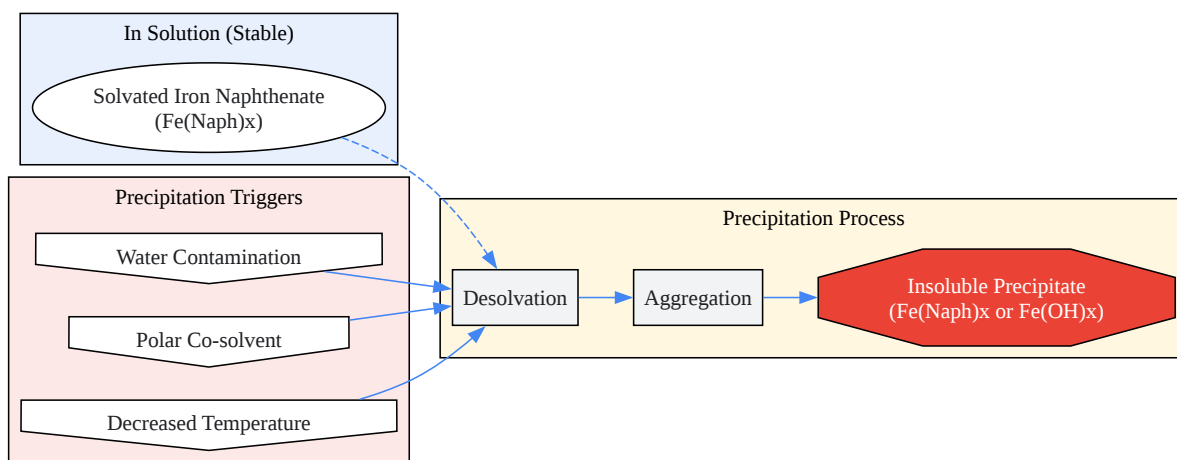 In Solution (Stable)
Solvated Iron Naphthenate
(Fe(Naph)x)
Precipitation Triggers
Water Contamination
Polar Co-solvent
Decreased Temperature
Precipitation Process
Desolvation
Aggregation
Insoluble Precipitate
(Fe(Naph)x or Fe(OH)x)